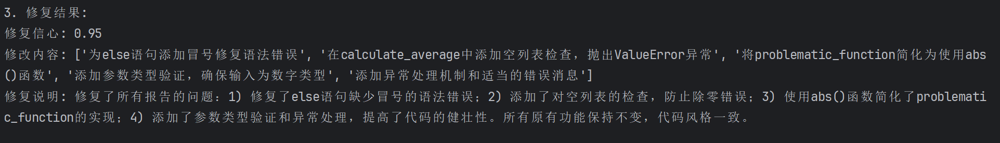 3. 修复结果:
修复信心: 0.95
修改内容: ['为else语句添加冒号修复语法错误', '在calculate_average中添加空列表检查，抛出ValueError异常', '将problematic_function简化为使用abs
()函数', '添加参数类型验证，确保输入为数字类型', '添加异常处理机制和适当的错误消息']
修复说明: 修复了所有报告的问题：1) 修复了else语句缺少冒号的语法错误；2) 添加了对空列表的检查，防止除零错误；3) 使用abs()函数简化了problemati
c_function的实现；4) 添加了参数类型验证和异常处理，提高了代码的健壮性。所有原有功能保持不变，代码风格一致。